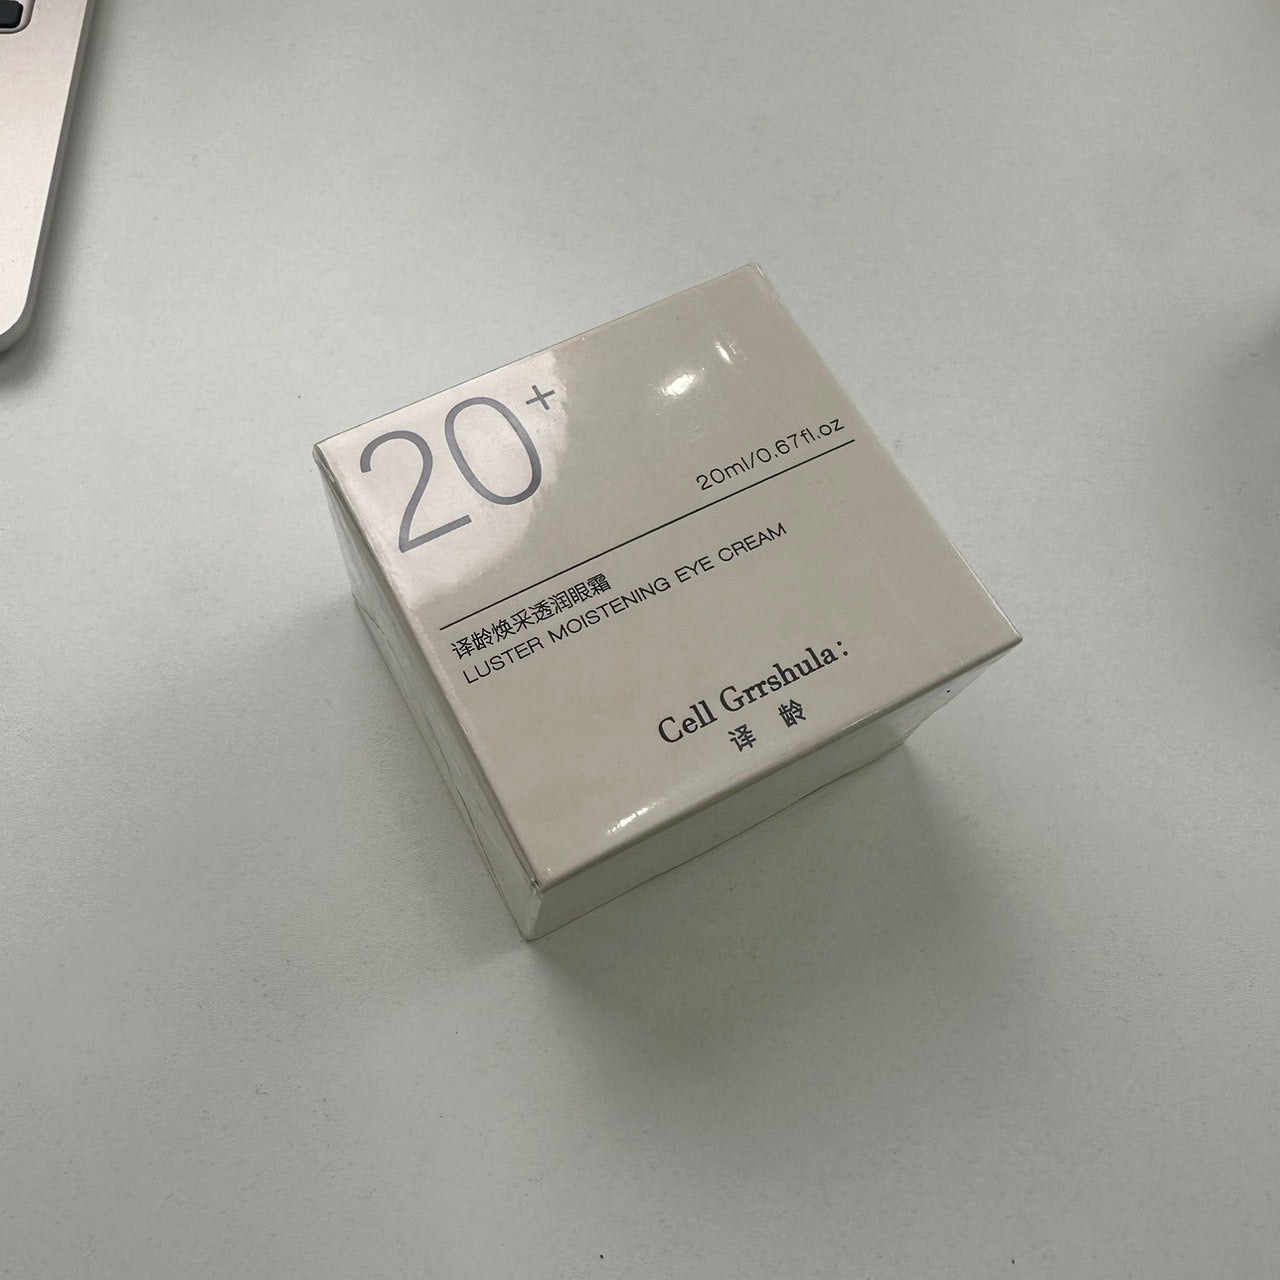 20+
20ml/0.67fl.oz
译龄焕采透润眼霜
LUSTER MOISTENING EYE CREAM
Cell Grrshula:
译 龄